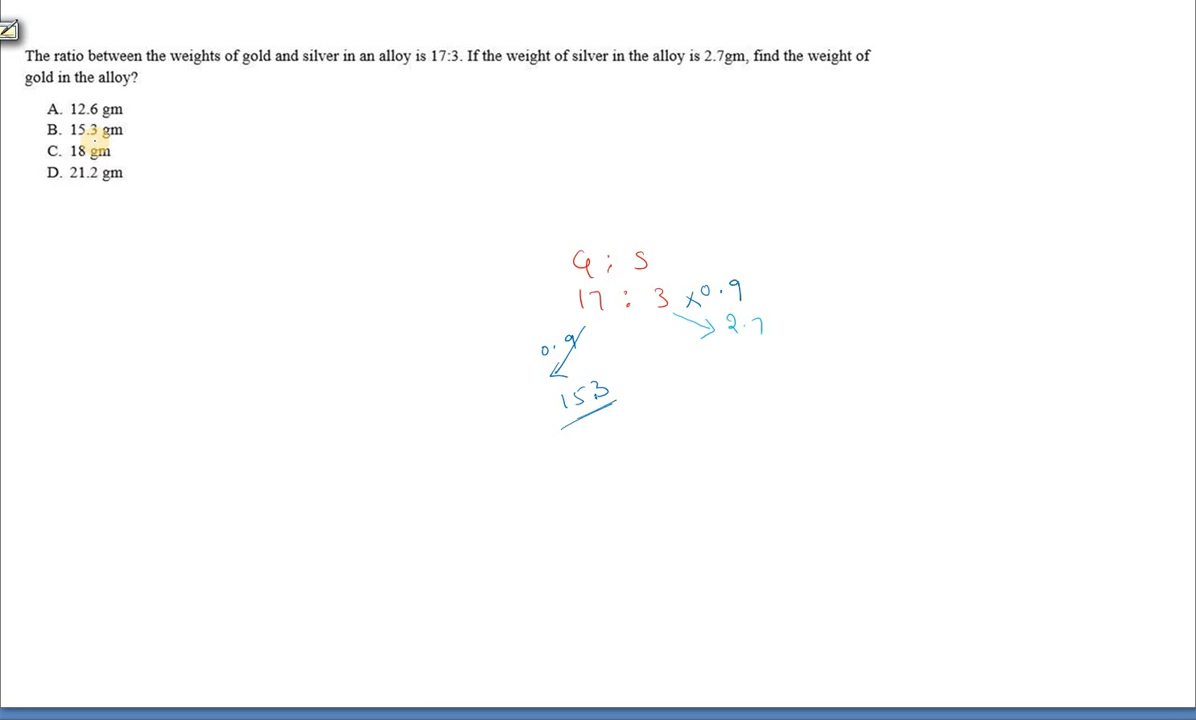 The ratio between the weights of gold and silver in an alloy is 17:3. If the weight of silver in the alloy is 2.7gm, find the weight of
gold in the alloy?
A. 12.6 gm
B. 15.3 gm
C. 18 gm
D. 21.2 gm
G : S
17 : 3 x0.9
2.7
0.9
153